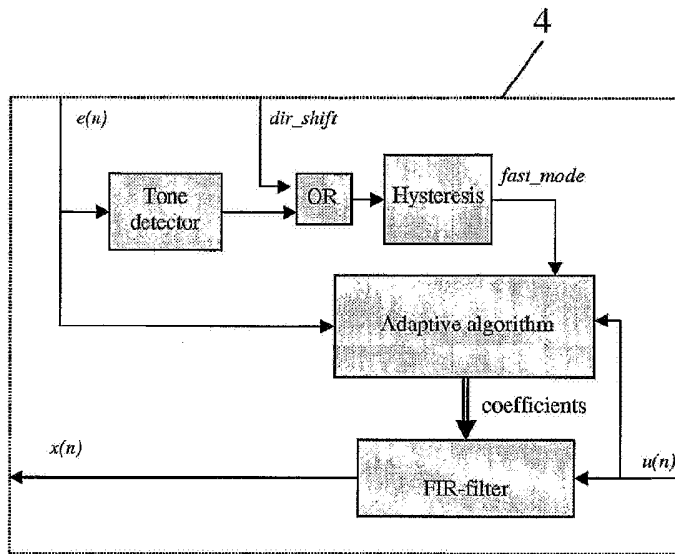 4
e(n)
dir_shift
fast_mode
Tone
detector
OR
Hysteresis
Adaptive algorithm
coefficients
x(n)
u(n)
FIR-filter